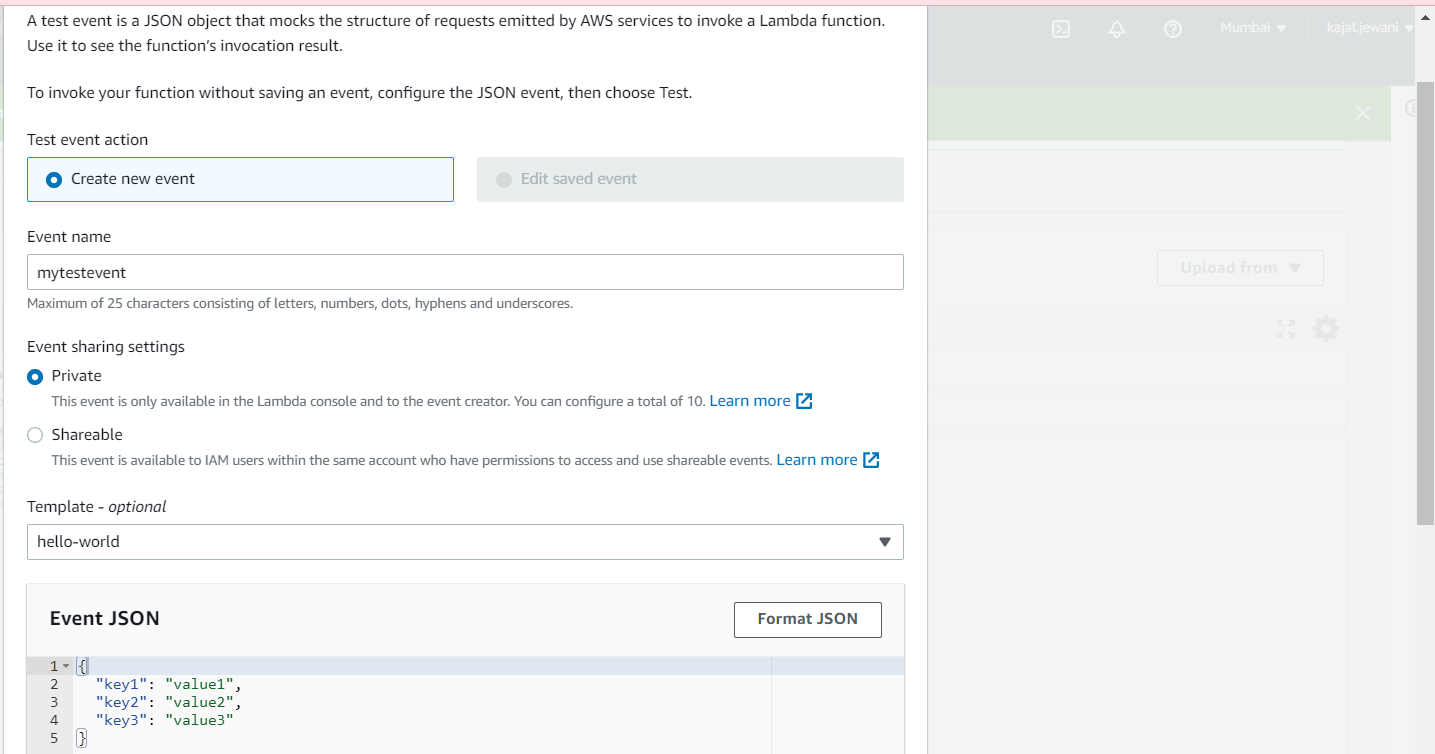 A test event is a JSON object that mocks the structure of requests emitted by AWS services to invoke a Lambda function.
Use it to see the function's invocation result.
Mumbai
kajal.jewani
To invoke your function without saving an event, configure the JSON event, then choose Test.
Test event action
Create new event
Edit saved event
Event name
mytestevent
Upload from
Maximum of 25 characters consisting of letters, numbers, dots, hyphens and underscores.
Event sharing settings
Private
This event is only available in the Lambda console and to the event creator. You can configure a total of 10. Learn more
Shareable
This event is available to IAM users within the same account who have permissions to access and use shareable events. Learn more
Template - optional
hello-world
Event JSON
Format JSON
1 {
2 "key1": "value1",
3 "key2": "value2",
4 "key3": "value3"
5 }